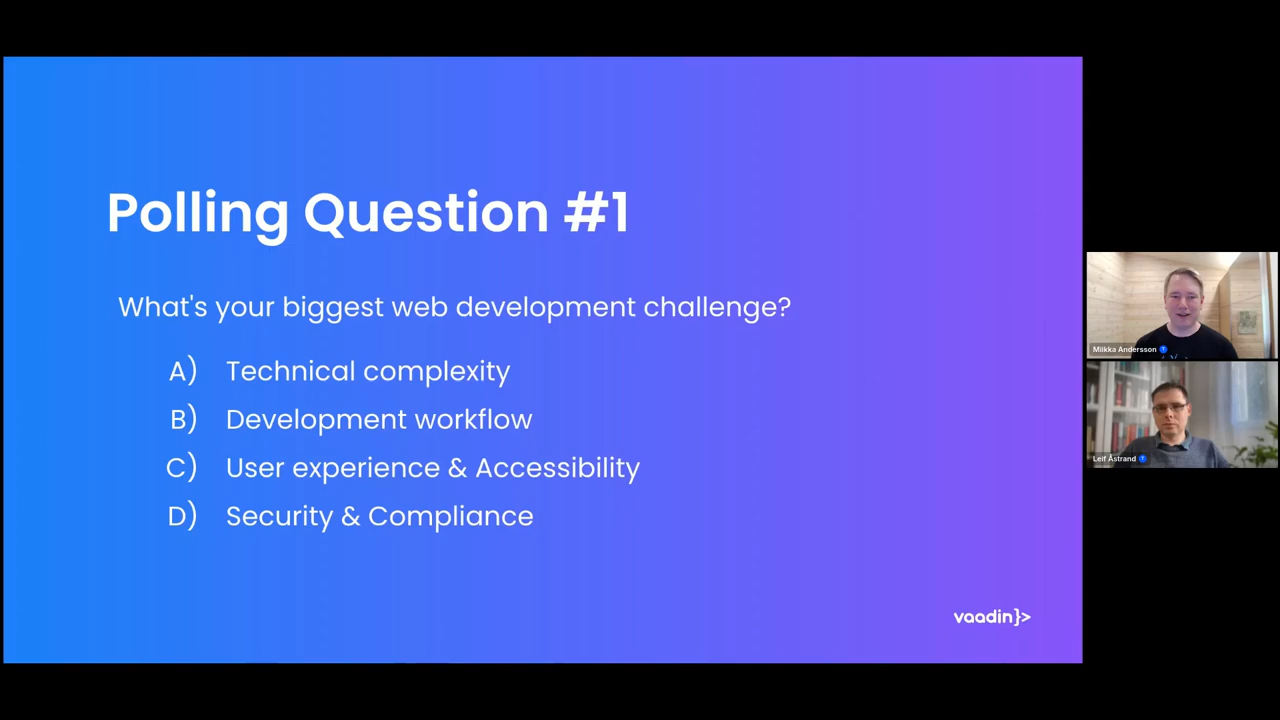 Polling Question #1
What's your biggest web development challenge?
A) Technical complexity
B) Development workflow
C) User experience & Accessibility
D) Security & Compliance
vaadin}>
Miikka Andersson
Leif Åstrand